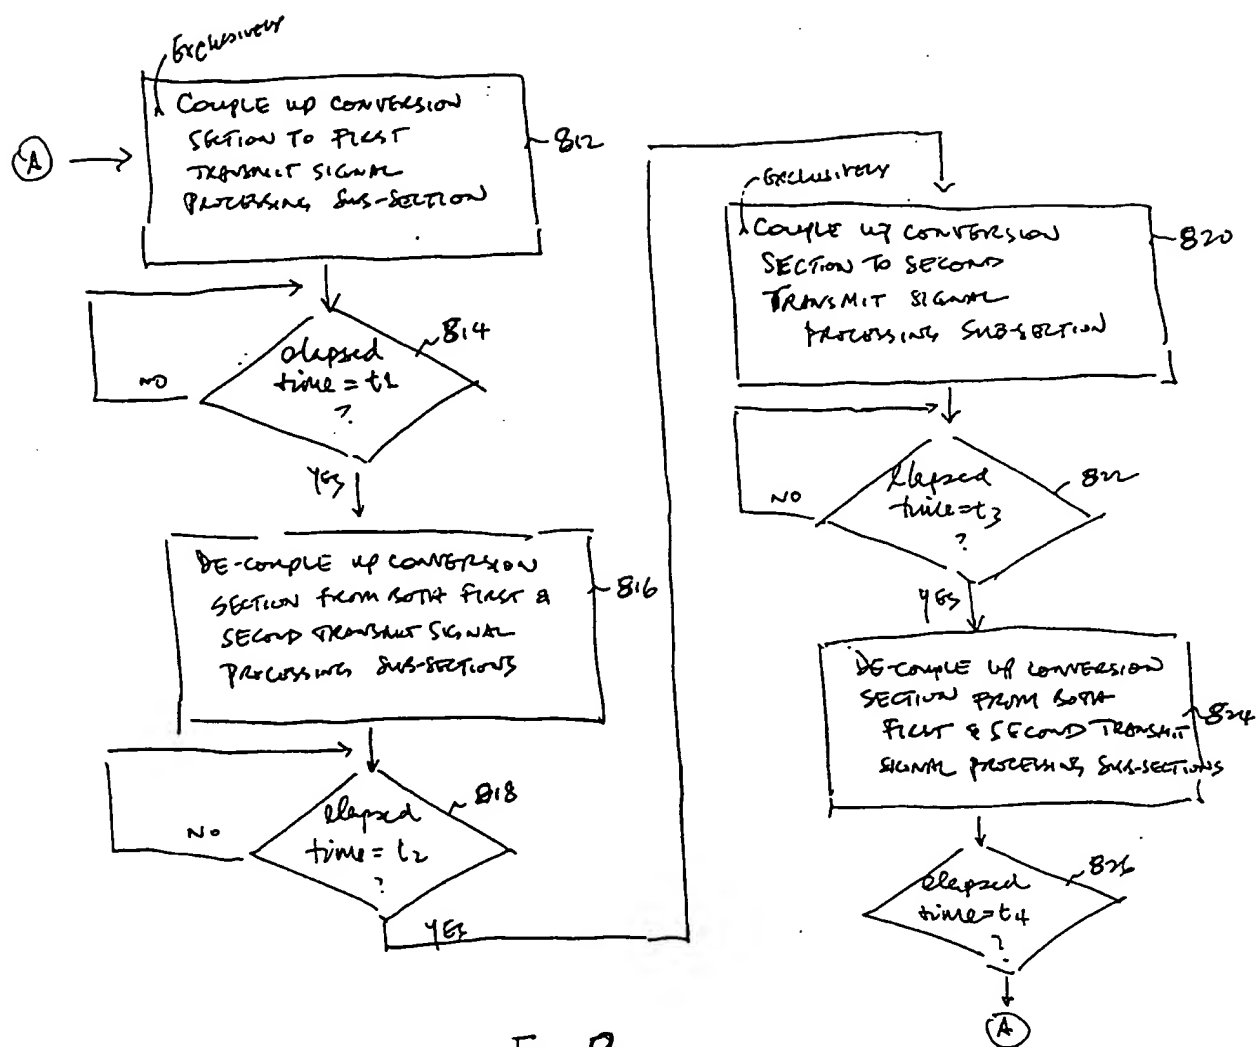 Exclusively
A
COUPLE UP CONVERSION
SECTION TO FIRST
TRANSMIT SIGNAL
PROCESSING SUB-SECTION
812
814
elapsed
time = t1
?
NO
YES
DE-COUPLE UP CONVERSION
SECTION FROM BOTH FIRST &
SECOND TRANSMIT SIGNAL
PROCESSING SUB-SECTIONS
816
818
elapsed
time = t2
?
NO
YES
EXCLUSIVELY
COUPLE UP CONVERSION
SECTION TO SECOND
TRANSMIT SIGNAL
PROCESSING SUB-SECTION
820
822
elapsed
time = t3
?
NO
YES
DE-COUPLE UP CONVERSION
SECTION FROM BOTH
FIRST & SECOND TRANSMIT
SIGNAL PROCESSING SUB-SECTIONS
824
826
elapsed
time = t4
?
A